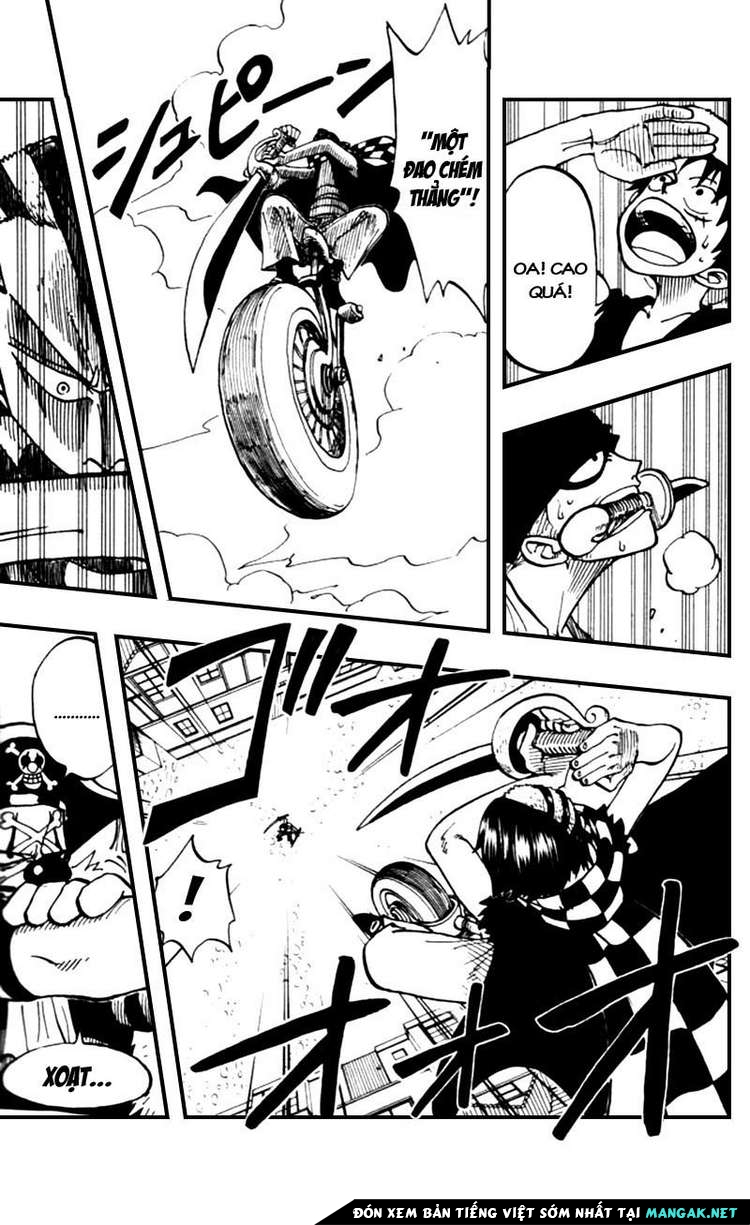 OA! CAO
QUÁ!
シュピーン
"MỘT
ĐAO CHÉM
THẲNG"!
ゴオオオオ
!
............
XOẠT...
ĐÓN XEM BẢN TIẾNG VIỆT SỚM NHẤT TẠI MANGAK.NET